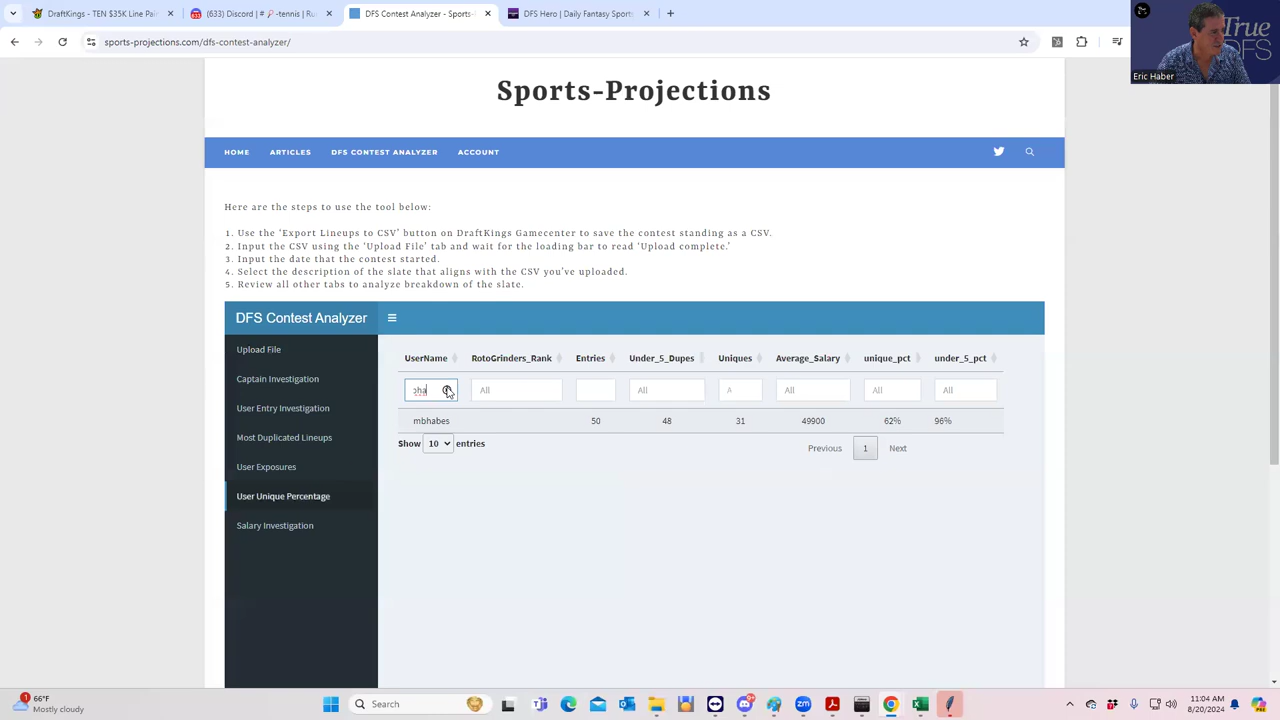 DraftKings - TEN $35K Line Pair
(633) Discord | #-tennis | Ru
DFS Contest Analyzer - Sports-
DFS Hero | Daily Fantasy Sports
sports-projections.com/dfs-contest-analyzer/
True
DFS
Eric Haber
Sports-Projections
HOME ARTICLES DFS CONTEST ANALYZER ACCOUNT
Here are the steps to use the tool below:
1. Use the 'Export Lineups to CSV' button on DraftKings Gamecenter to save the contest standing as a CSV.
2. Input the CSV using the 'Upload File' tab and wait for the loading bar to read 'Upload complete.'
3. Input the date that the contest started.
4. Select the description of the slate that aligns with the CSV you've uploaded.
5. Review all other tabs to analyze breakdown of the slate.
DFS Contest Analyzer
Upload File
Captain Investigation
User Entry Investigation
Most Duplicated Lineups
User Exposures
User Unique Percentage
Salary Investigation
UserName RotoGrinders_Rank Entries Under_5_Dupes Uniques Average_Salary unique_pct under_5_pct
All All A All All All
mbhabes 50 48 31 49900 62% 96%
Show 10 entries
Previous 1 Next
66°F
Mostly cloudy
Search
11:04 AM
8/20/2024